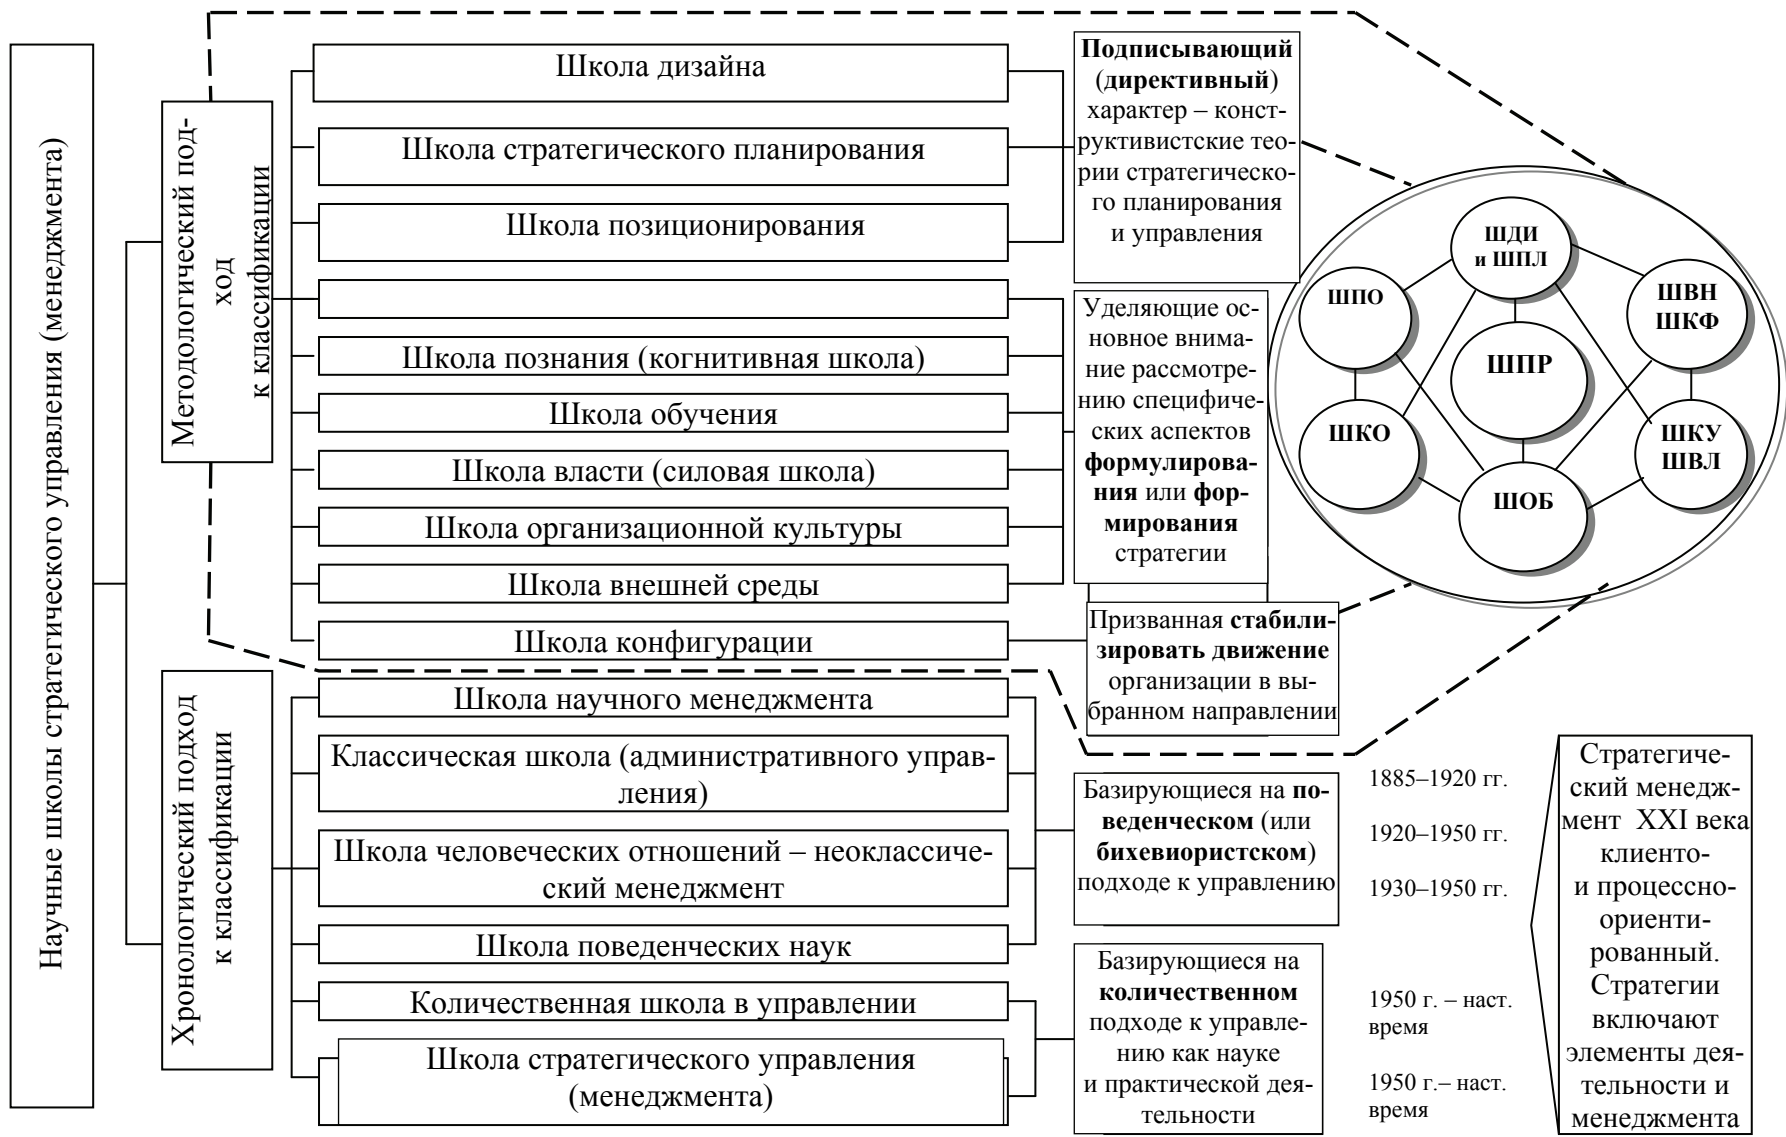 Научные школы стратегического управления (менеджмента)
Методологический под-
ход
к классификации
Школа дизайна
Школа стратегического планирования
Школа позиционирования
Школа познания (когнитивная школа)
Школа обучения
Школа власти (силовая школа)
Школа организационной культуры
Школа внешней среды
Школа конфигурации
Подписывающий
(директивный)
характер – конст-
руктивистские тео-
рии стратегическо-
го планирования
и управления
Уделяющие ос-
новное внима-
ние рассмотре-
нию специфиче-
ских аспектов
формулирова-
ния или фор-
мирования
стратегии
Призванная стабили-
зировать движение
организации в вы-
бранном направлении
ШДИ
и ШПЛ
ШПО
ШВН
ШКФ
ШПР
ШКО
ШКУ
ШВЛ
ШОБ
Хронологический подход
к классификации
Школа научного менеджмента
Классическая школа (административного управ-
ления)
Школа человеческих отношений – неоклассиче-
ский менеджмент
Школа поведенческих наук
Количественная школа в управлении
Школа стратегического управления
(менеджмента)
Базирующиеся на по-
веденческом (или
бихевиористском)
подходе к управлению
Базирующиеся на
количественном
подходе к управле-
нию как науке
и практической дея-
тельности
1885–1920 гг.
1920–1950 гг.
1930–1950 гг.
1950 г. – наст.
время
1950 г.– наст.
время
Стратегиче-
ский менедж-
мент XXI века
клиенто-
и процессно-
ориенти-
рованный.
Стратегии
включают
элементы дея-
тельности и
менеджмента